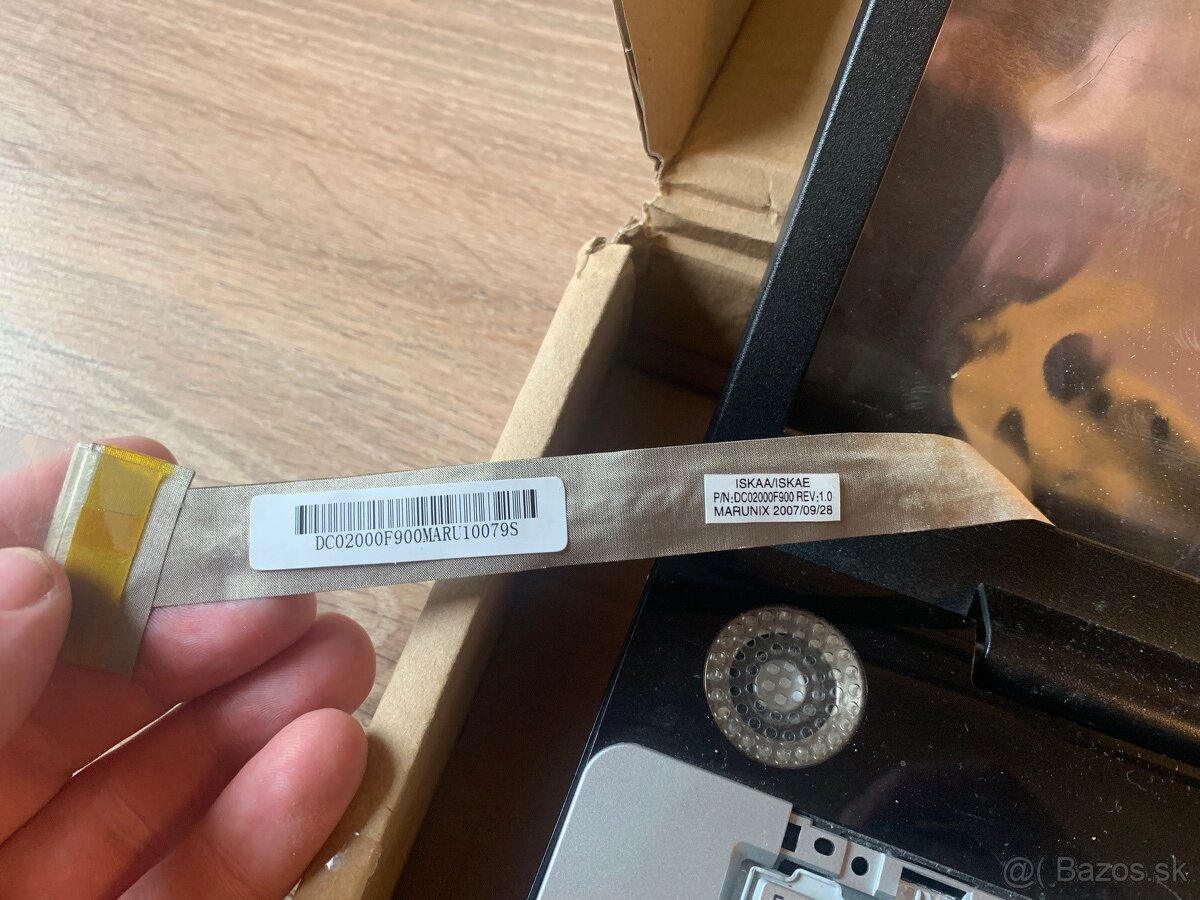 DC02000F900MARU10079S
ISKAA/ISKAE
P/N:DC02000F900 REV:1.0
MARUNIX 2007/09/28
@( Bazos.sk